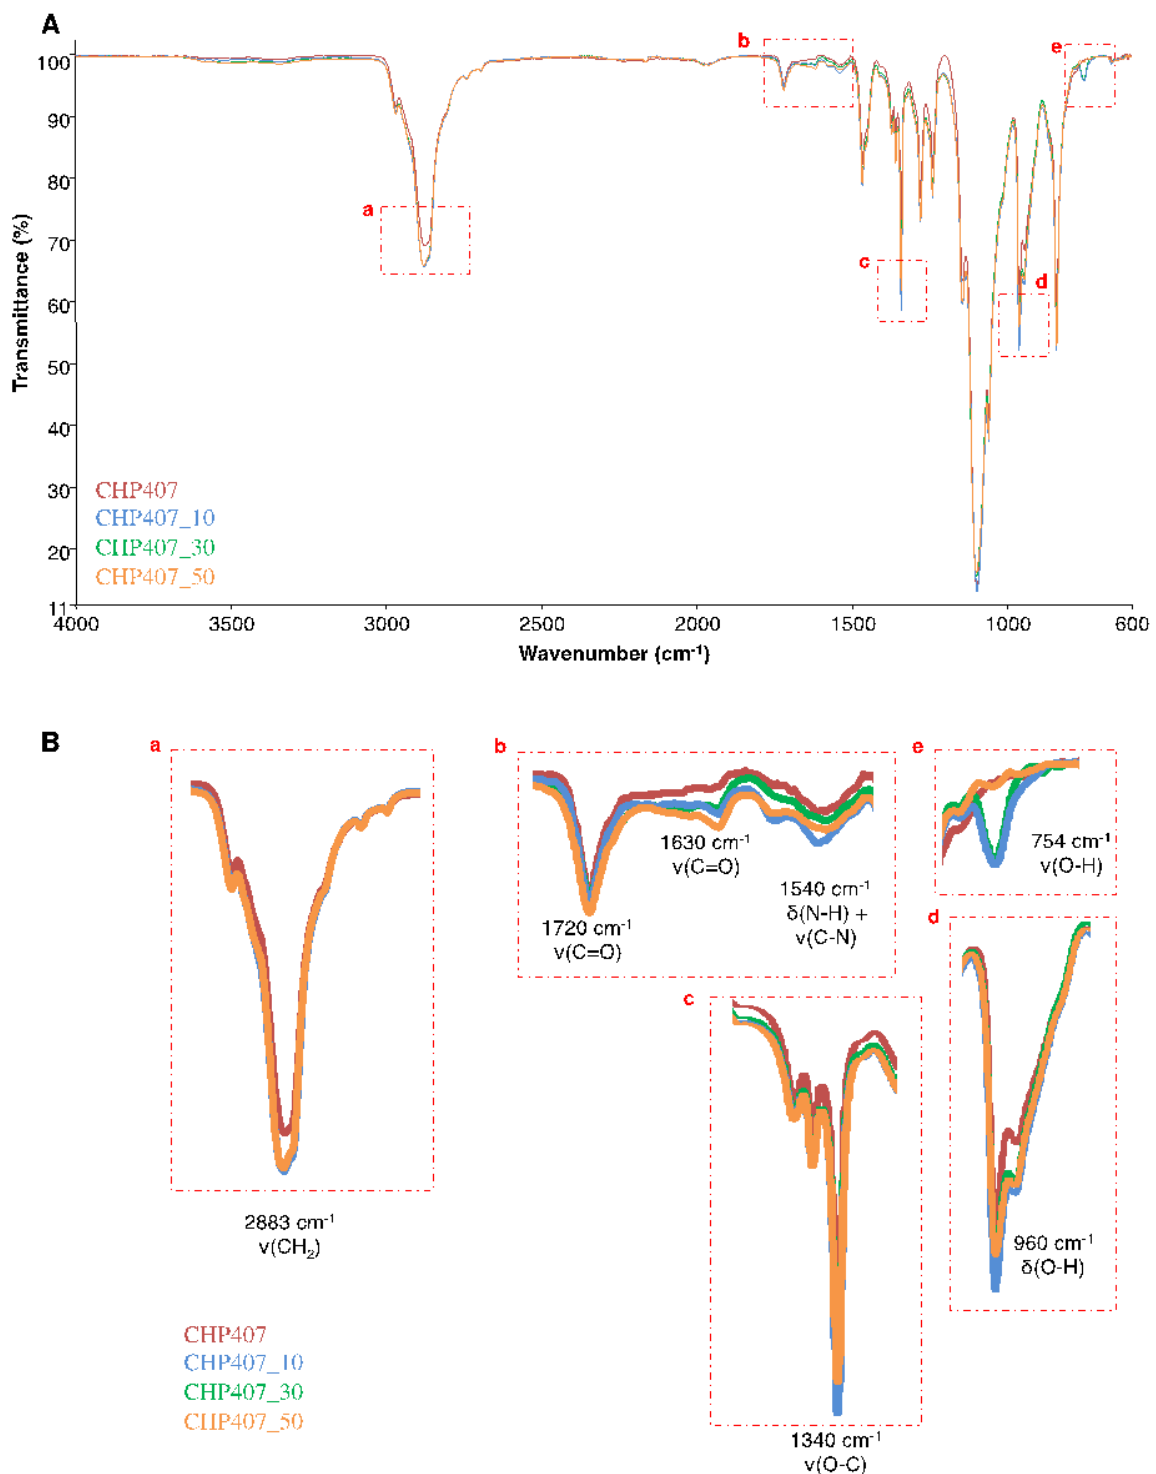 A
100
90
80
70
60
50
40
30
20
11
Transmittance (%)
a
b
c
d
e
CHP407
CHP407_10
CHP407_30
CHP407_50
4000
3500
3000
2500
2000
1500
1000
600
Wavenumber (cm⁻¹)
B
a
2883 cm⁻¹
ν(CH₂)
b
1720 cm⁻¹
ν(C=O)
1630 cm⁻¹
ν(C=O)
1540 cm⁻¹
δ(N-H) +
ν(C-N)
e
754 cm⁻¹
ν(O-H)
d
960 cm⁻¹
δ(O-H)
c
1340 cm⁻¹
ν(O-C)
CHP407
CHP407_10
CHP407_30
CHP407_50